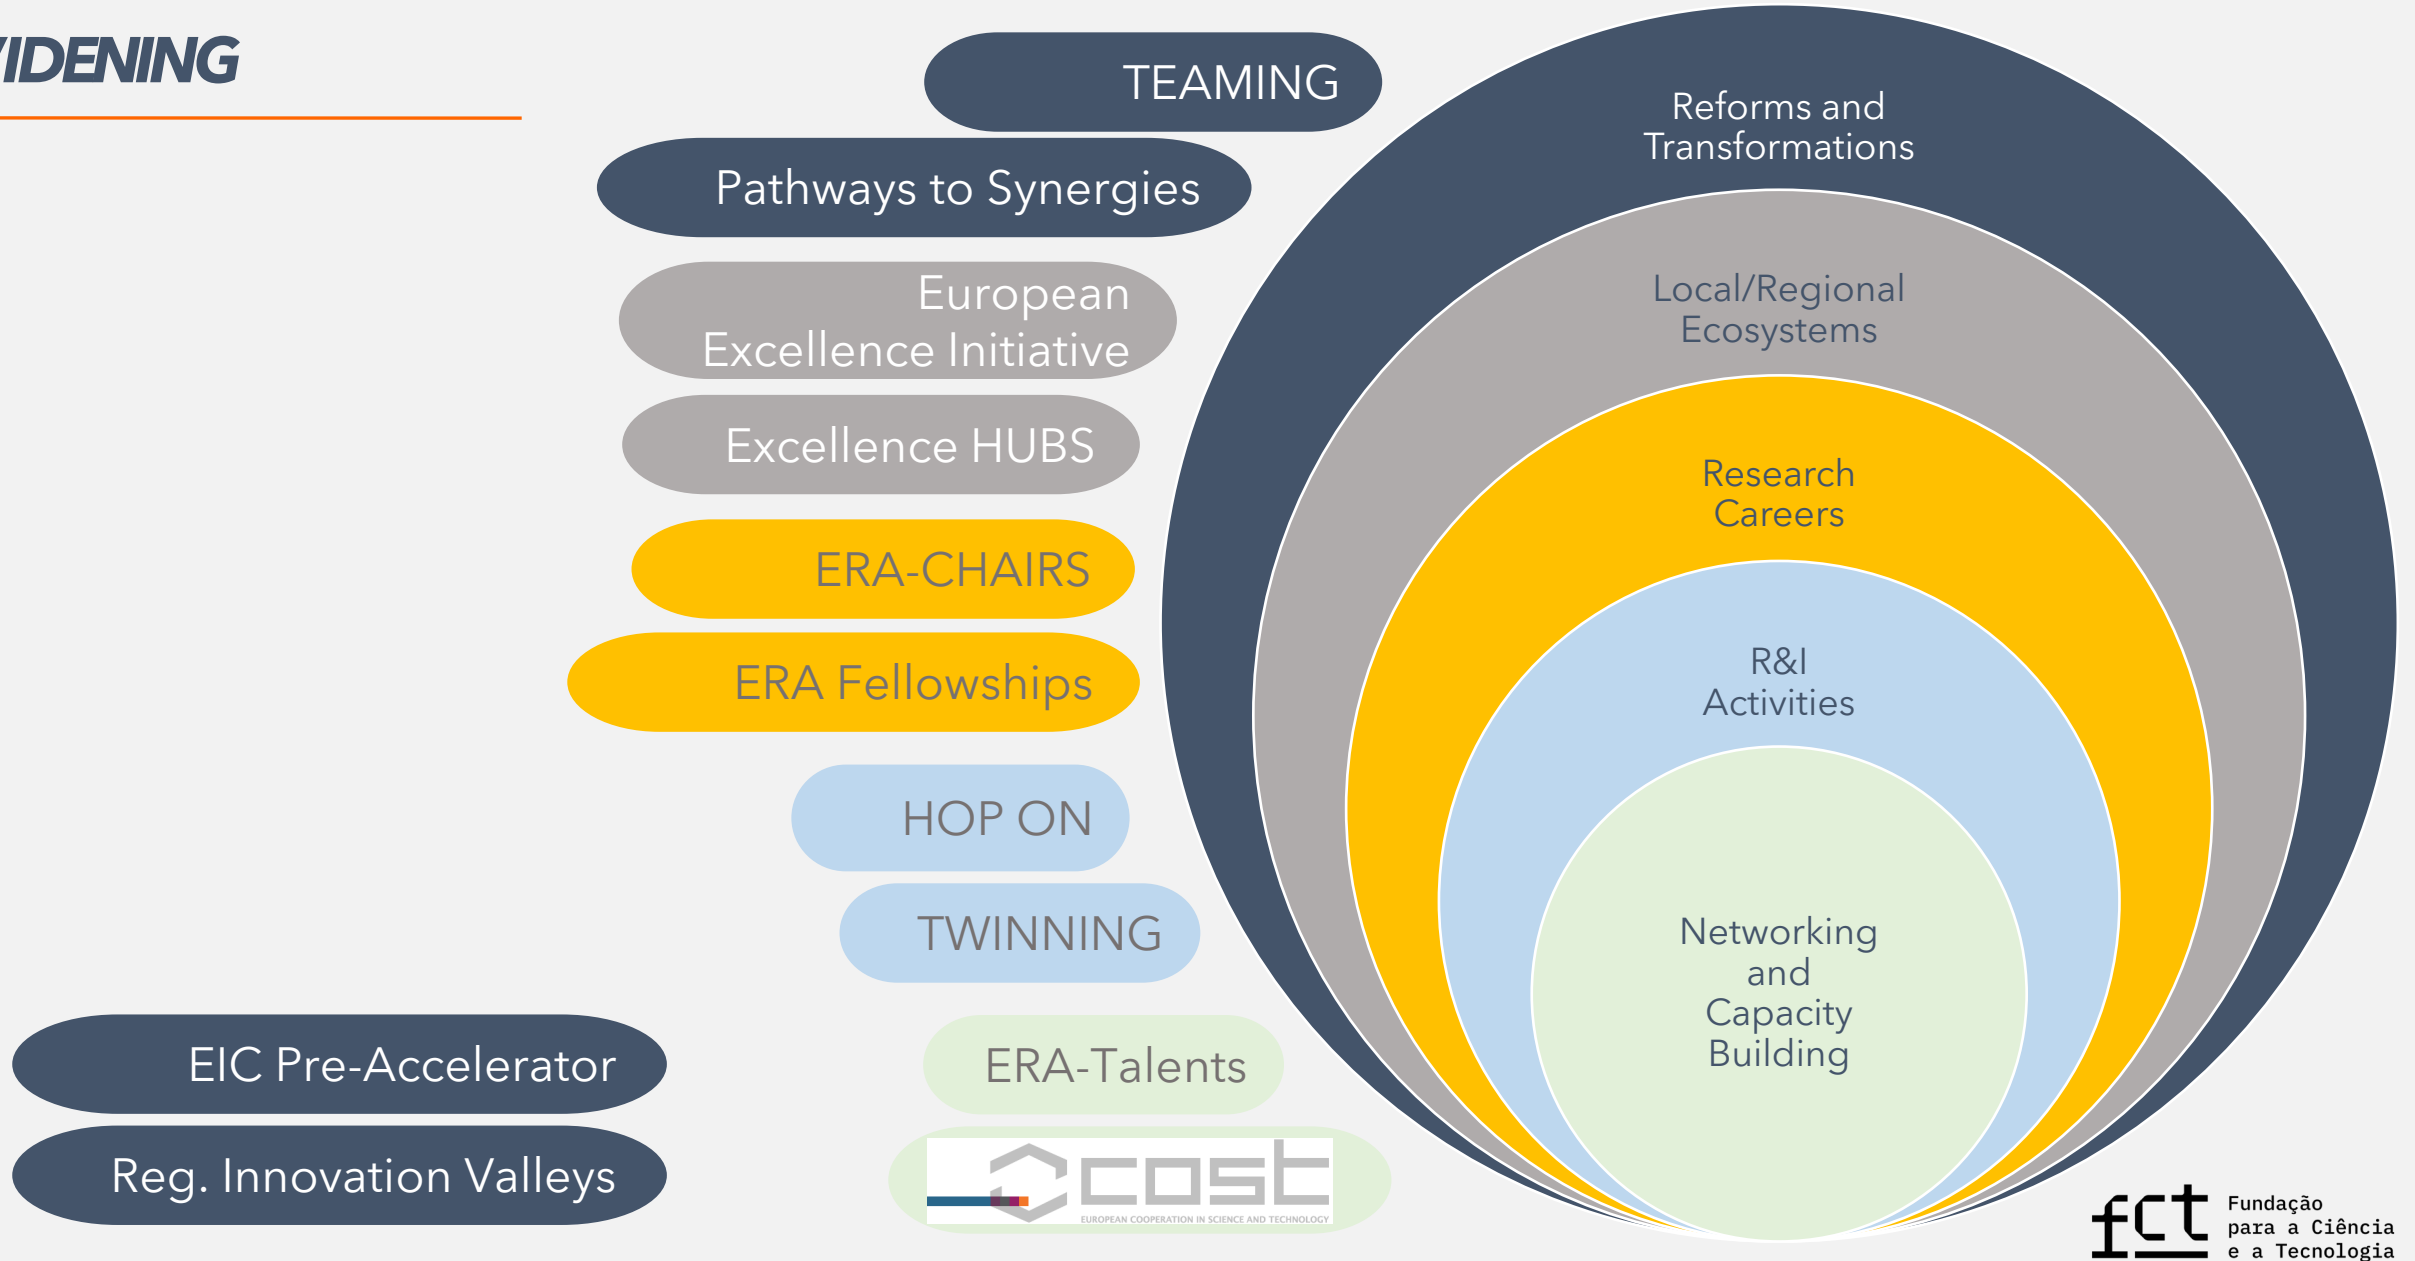 IDENING
TEAMING
Pathways to Synergies
European
Excellence Initiative
Excellence HUBS
ERA-CHAIRS
ERA Fellowships
HOP ON
TWINNING
EIC Pre-Accelerator
ERA-Talents
Reg. Innovation Valleys
cost
EUROPEAN COOPERATION IN SCIENCE AND TECHNOLOGY
Reforms and
Transformations
Local/Regional
Ecosystems
Research
Careers
R&I
Activities
Networking
and
Capacity
Building
fct
Fundação
para a Ciência
e a Tecnologia